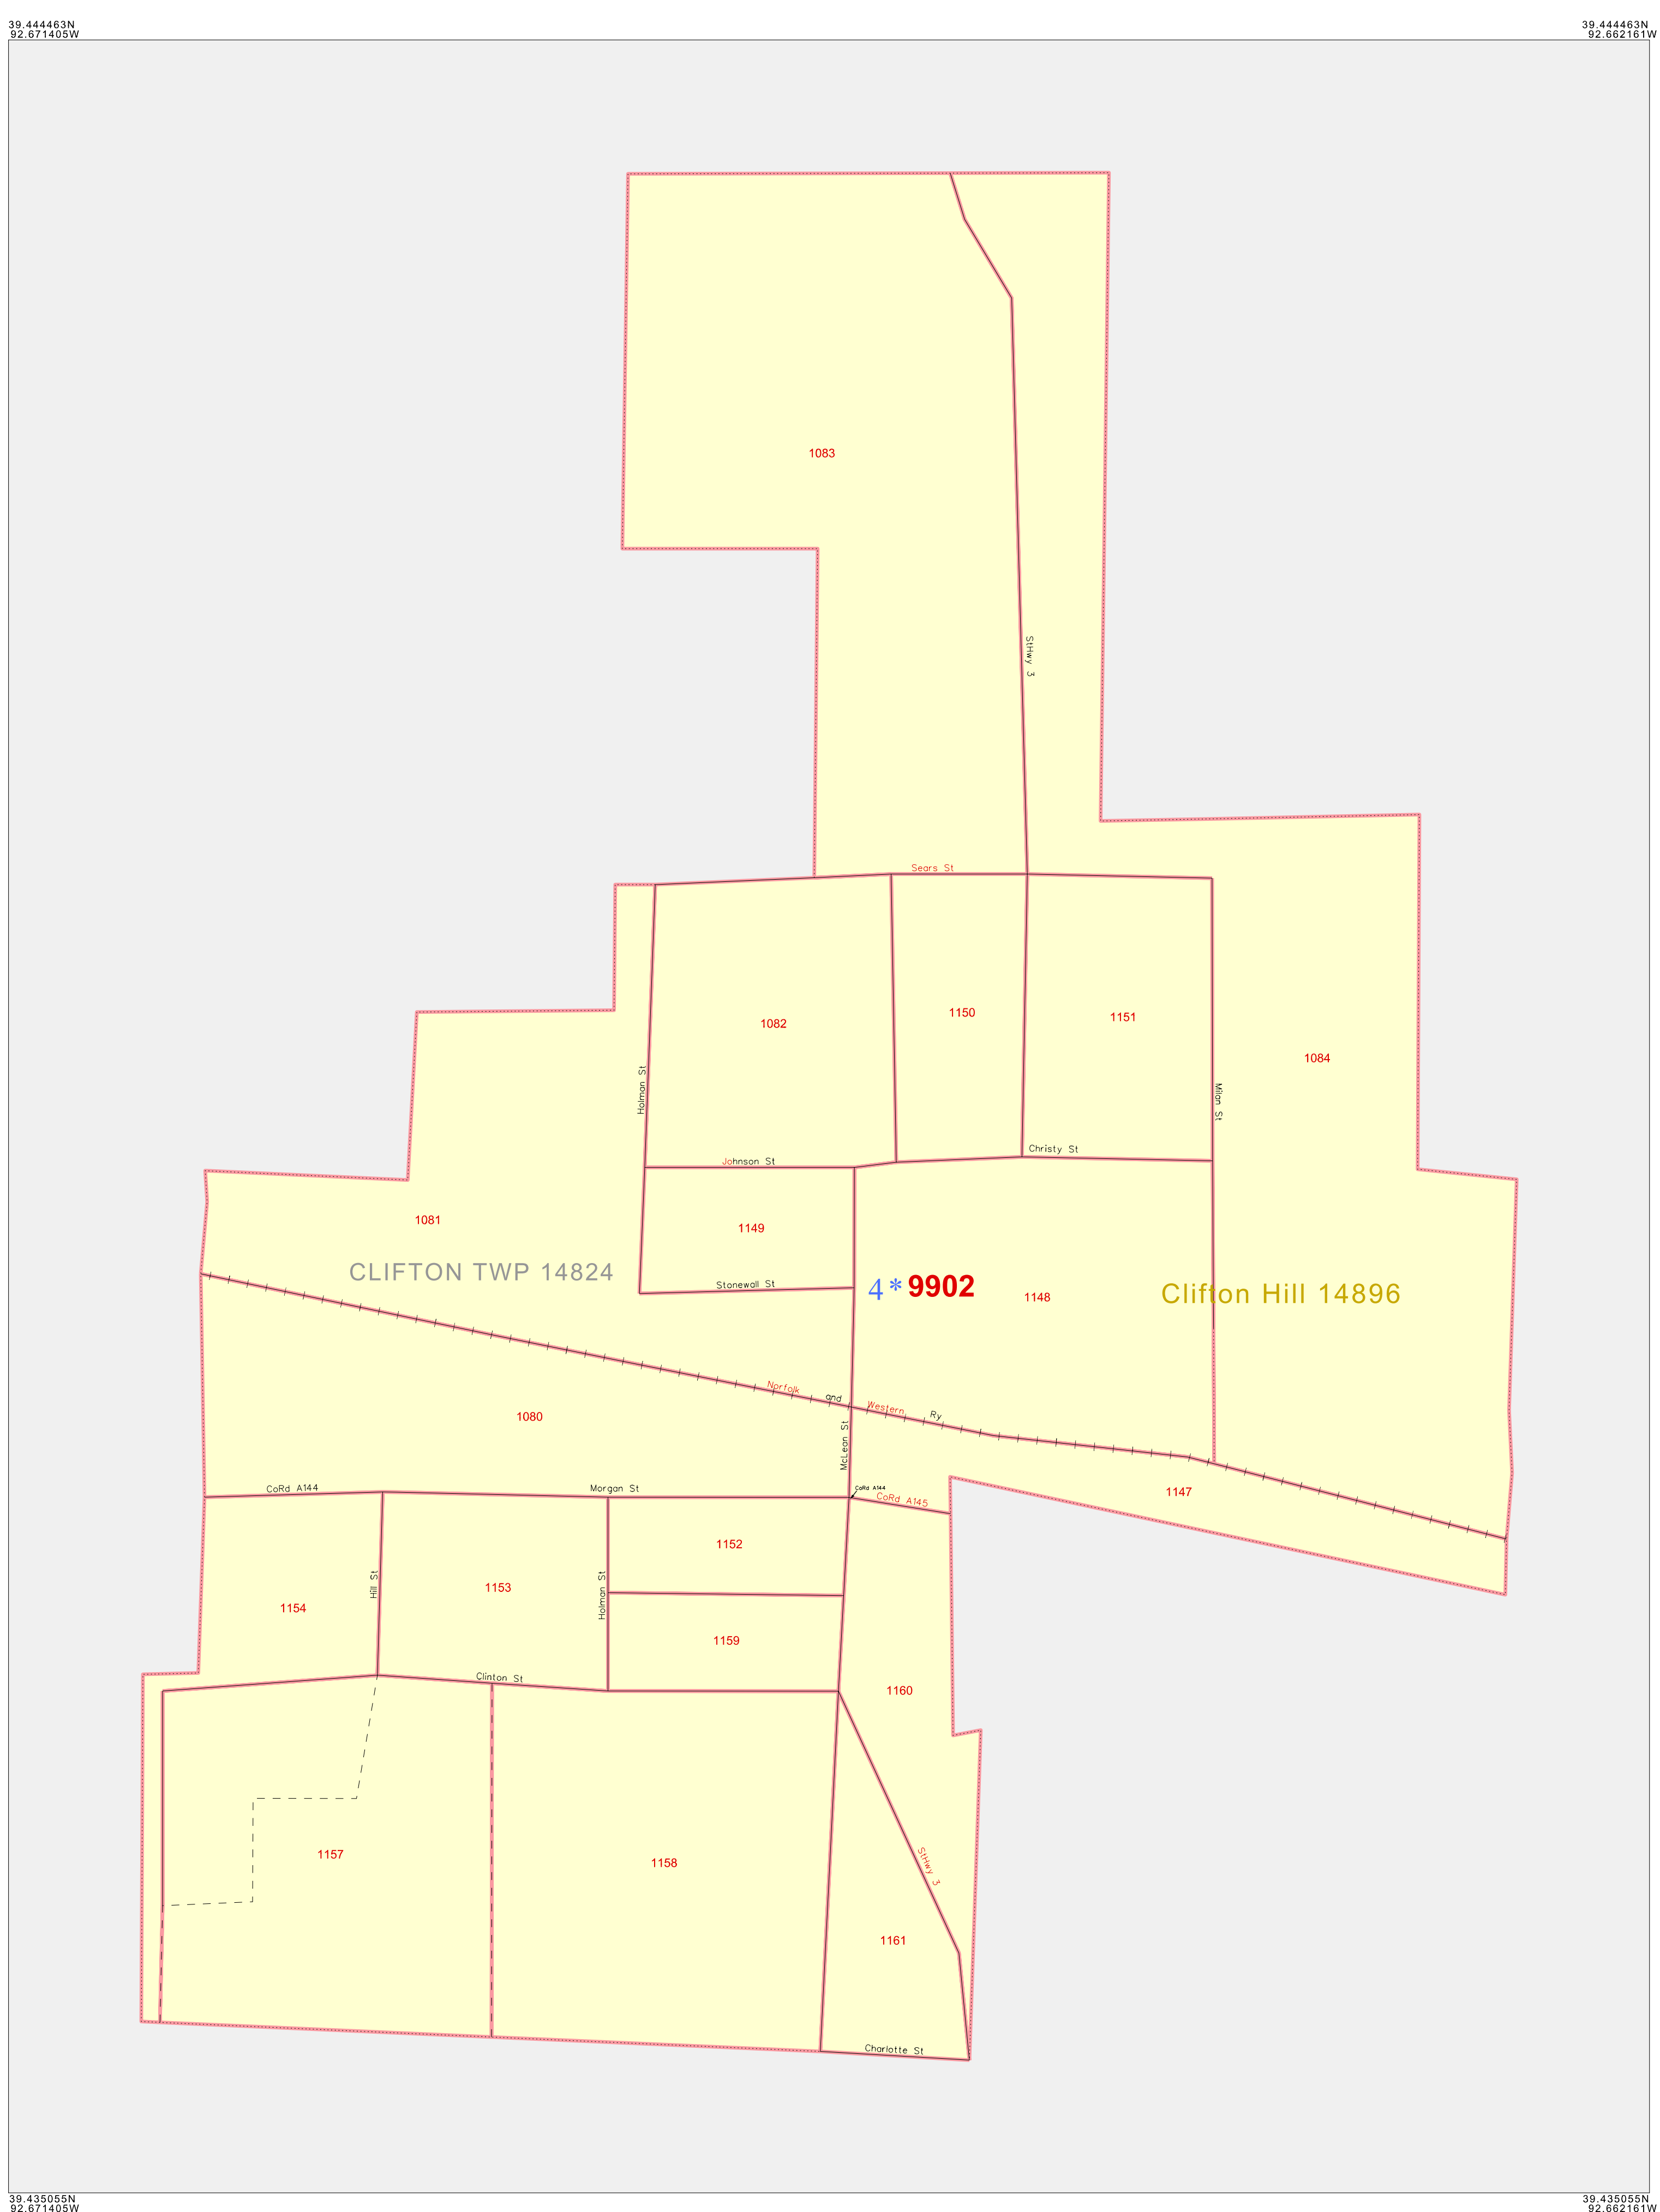 39.444463N
92.671405W
39.444463N
92.662161W
1083
StHwy 3
Sears St
1082
1150
1151
1084
Holman St
Milan St
Johnson St
Christy St
1081
1149
CLIFTON TWP 14824
Stonewall St
4* 9902
1148
Clifton Hill 14896
Norfolk and Western Ry
1080
McLean St
CoRd A144
Morgan St
CoRd A144
CoRd A145
1147
1152
Hill St
1153
Holman St
1154
1159
Clinton St
1160
1157
1158
StHwy 3
1161
Charlotte St
39.435055N
92.671405W
39.435055N
92.662161W